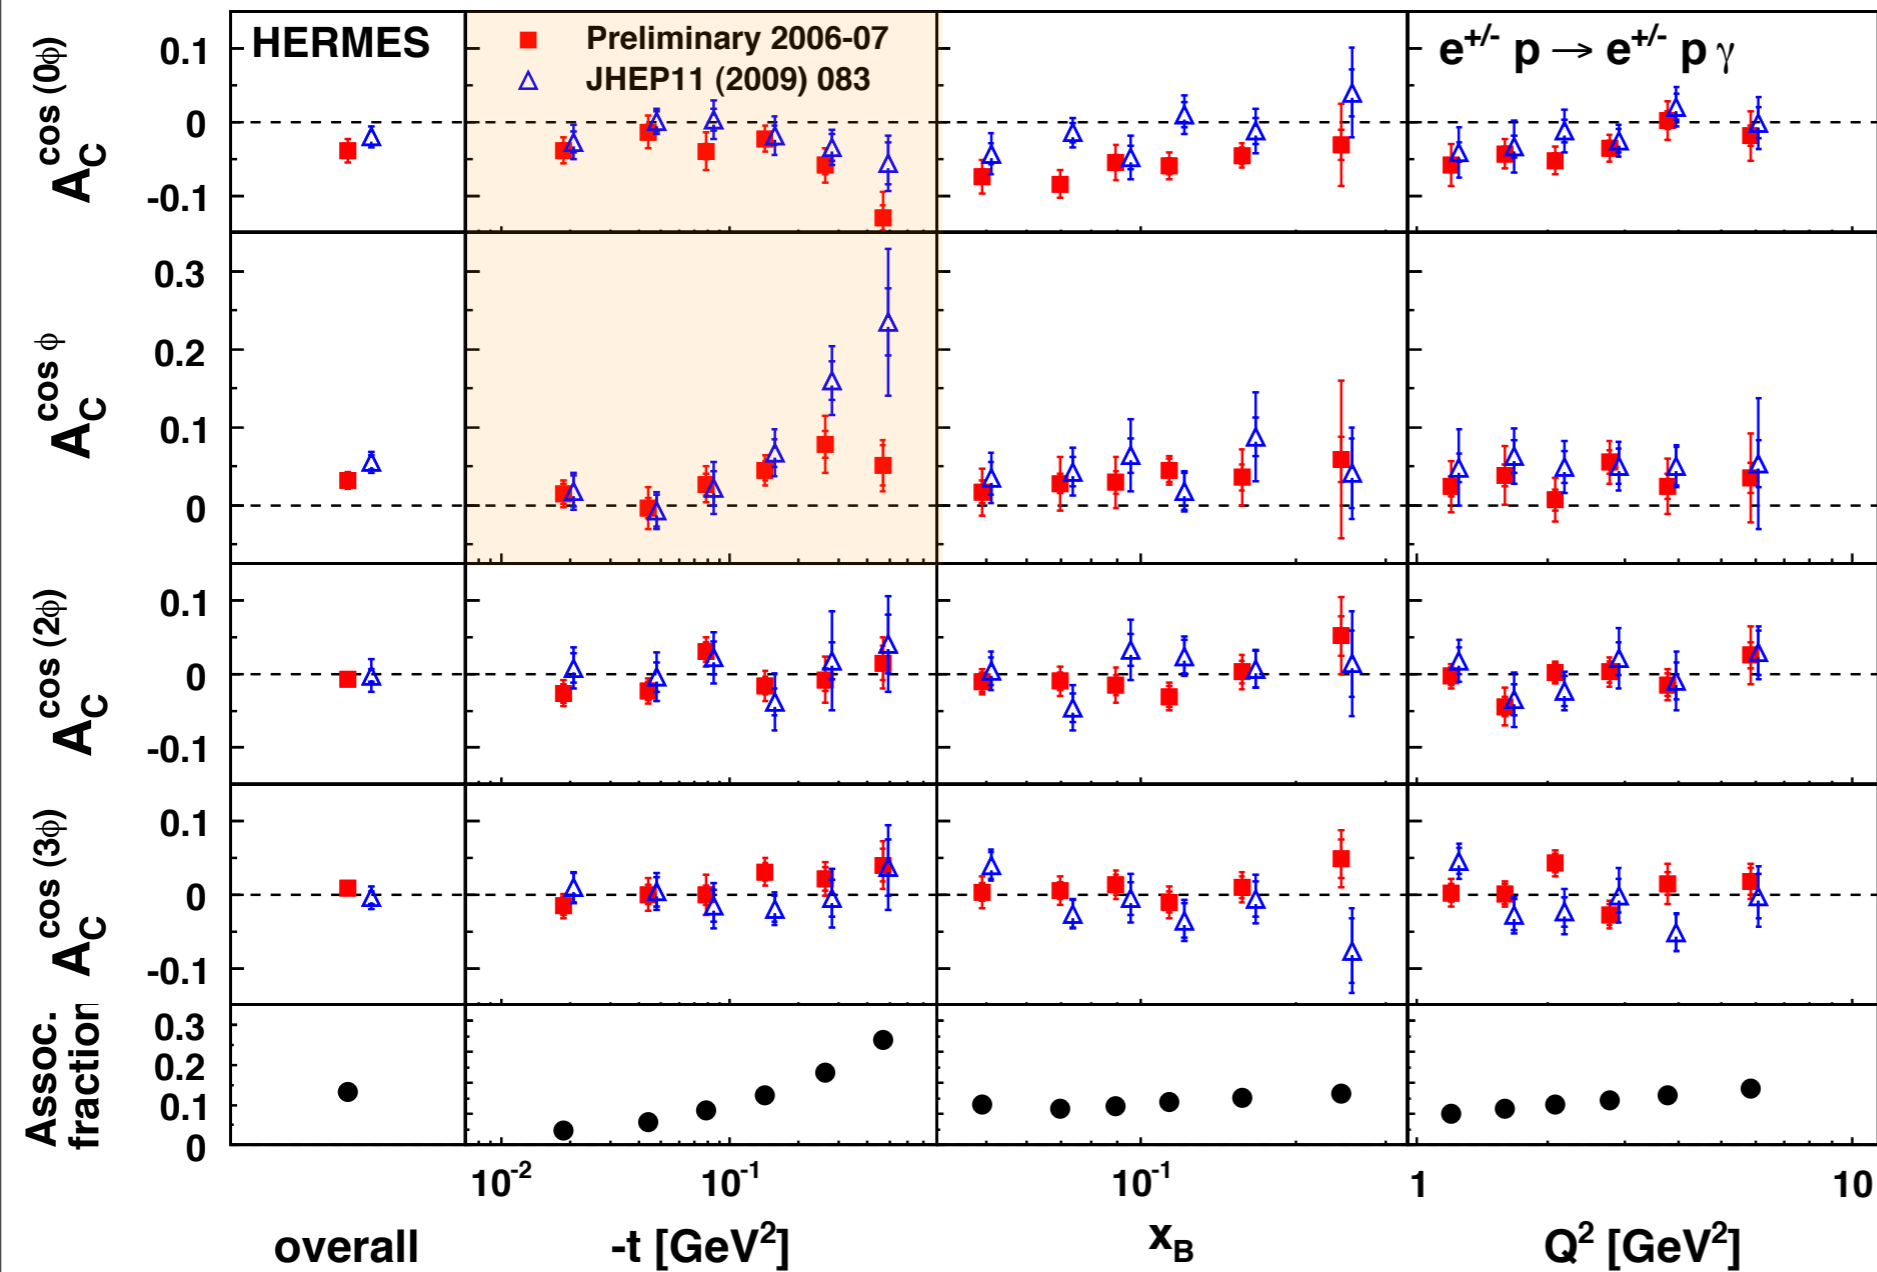 HERMES
Preliminary 2006-07
JHEP11 (2009) 083
e+/- p → e+/- p γ
A_C^cos (0ϕ)
0.1
0
-0.1
A_C^cos ϕ
0.3
0.2
0.1
0
A_C^cos (2ϕ)
0.1
0
-0.1
A_C^cos (3ϕ)
0.1
0
-0.1
Assoc.
fraction
0.3
0.2
0.1
0
10^-2 10^-1 10^-1 1 10
overall -t [GeV²] x_B Q² [GeV²]